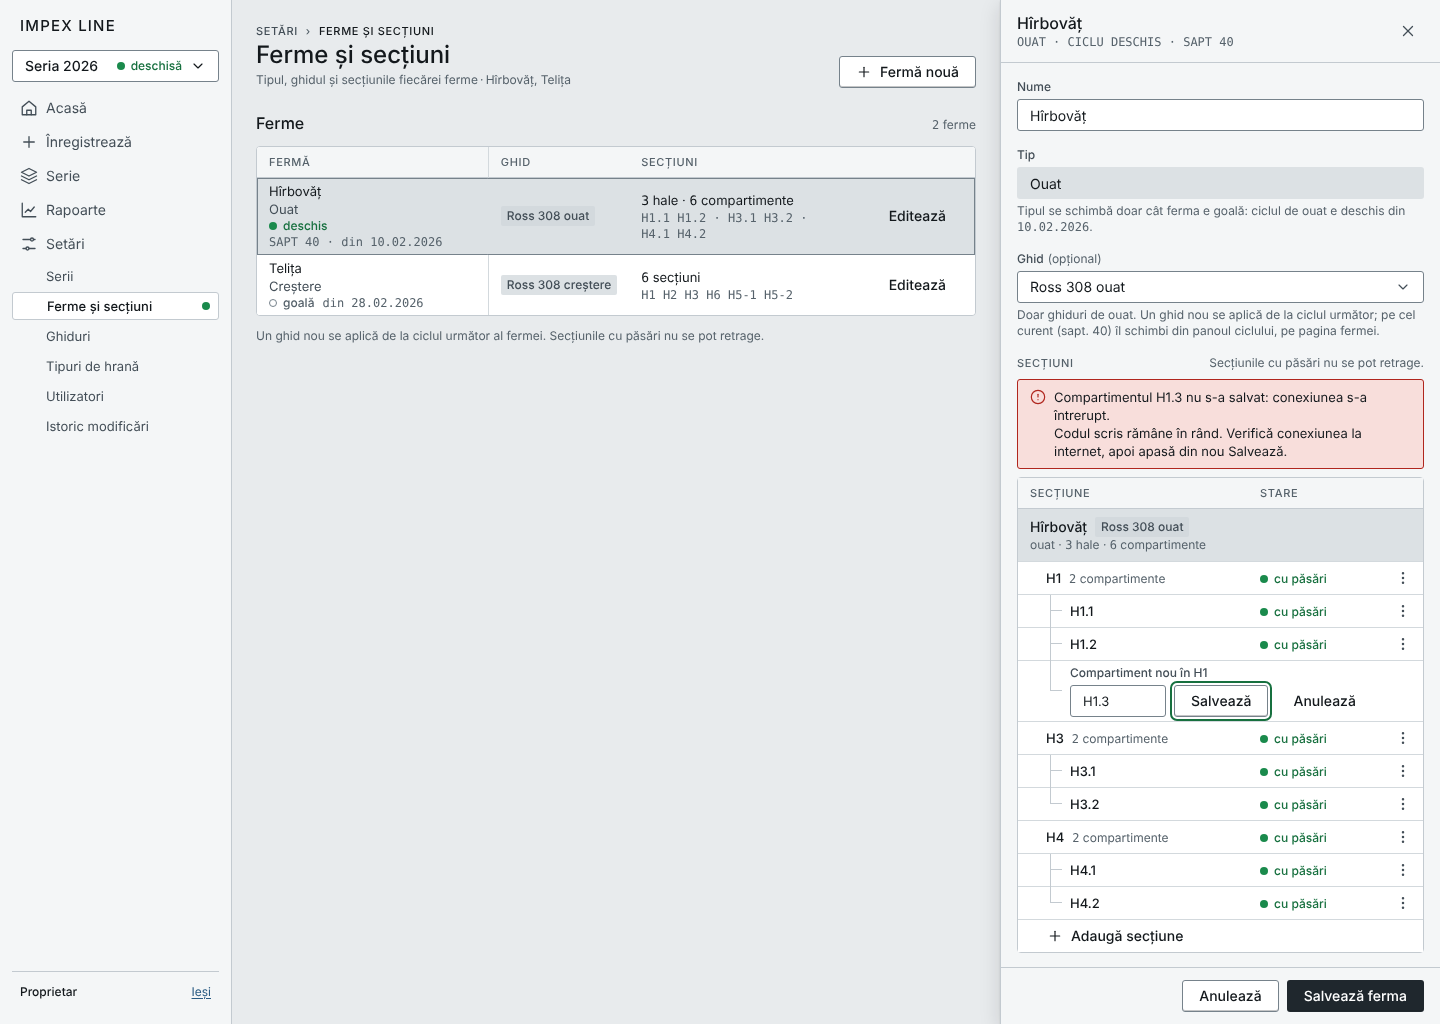 IMPEX LINE
Seria 2026 deschisă
Acasă
Înregistrează
Serie
Rapoarte
Setări
Serii
Ferme și secțiuni
Ghiduri
Tipuri de hrană
Utilizatori
Istoric modificări
Proprietar Ieși
SETĂRI › FERME ȘI SECȚIUNI
Ferme și secțiuni
Tipul, ghidul și secțiunile fiecărei ferme · Hîrbovăț, Telița
Fermă nouă
Ferme 2 ferme
FERMĂ GHID SECȚIUNI
Hîrbovăț
Ouat
deschis
SAPT 40 · din 10.02.2026
Ross 308 ouat
3 hale · 6 compartimente
H1.1 H1.2 · H3.1 H3.2 ·
H4.1 H4.2
Editează
Telița
Creștere
goală din 28.02.2026
Ross 308 creștere
6 secțiuni
H1 H2 H3 H6 H5-1 H5-2
Editează
Un ghid nou se aplică de la ciclul următor al fermei. Secțiunile cu păsări nu se pot retrage.
Hîrbovăț
OUAT · CICLU DESCHIS · SAPT 40
Nume
Hîrbovăț
Tip
Ouat
Tipul se schimbă doar cât ferma e goală: ciclul de ouat e deschis din
10.02.2026.
Ghid (opțional)
Ross 308 ouat
Doar ghiduri de ouat. Un ghid nou se aplică de la ciclul următor; pe cel
curent (sapt. 40) îl schimbi din panoul ciclului, pe pagina fermei.
SECȚIUNI Secțiunile cu păsări nu se pot retrage.
Compartimentul H1.3 nu s-a salvat: conexiunea s-a
întrerupt.
Codul scris rămâne în rând. Verifică conexiunea la
internet, apoi apasă din nou Salvează.
SECȚIUNE STARE
Hîrbovăț Ross 308 ouat
ouat · 3 hale · 6 compartimente
H1 2 compartimente cu păsări
H1.1 cu păsări
H1.2 cu păsări
Compartiment nou în H1
H1.3 Salvează Anulează
H3 2 compartimente cu păsări
H3.1 cu păsări
H3.2 cu păsări
H4 2 compartimente cu păsări
H4.1 cu păsări
H4.2 cu păsări
Adaugă secțiune
Anulează Salvează ferma